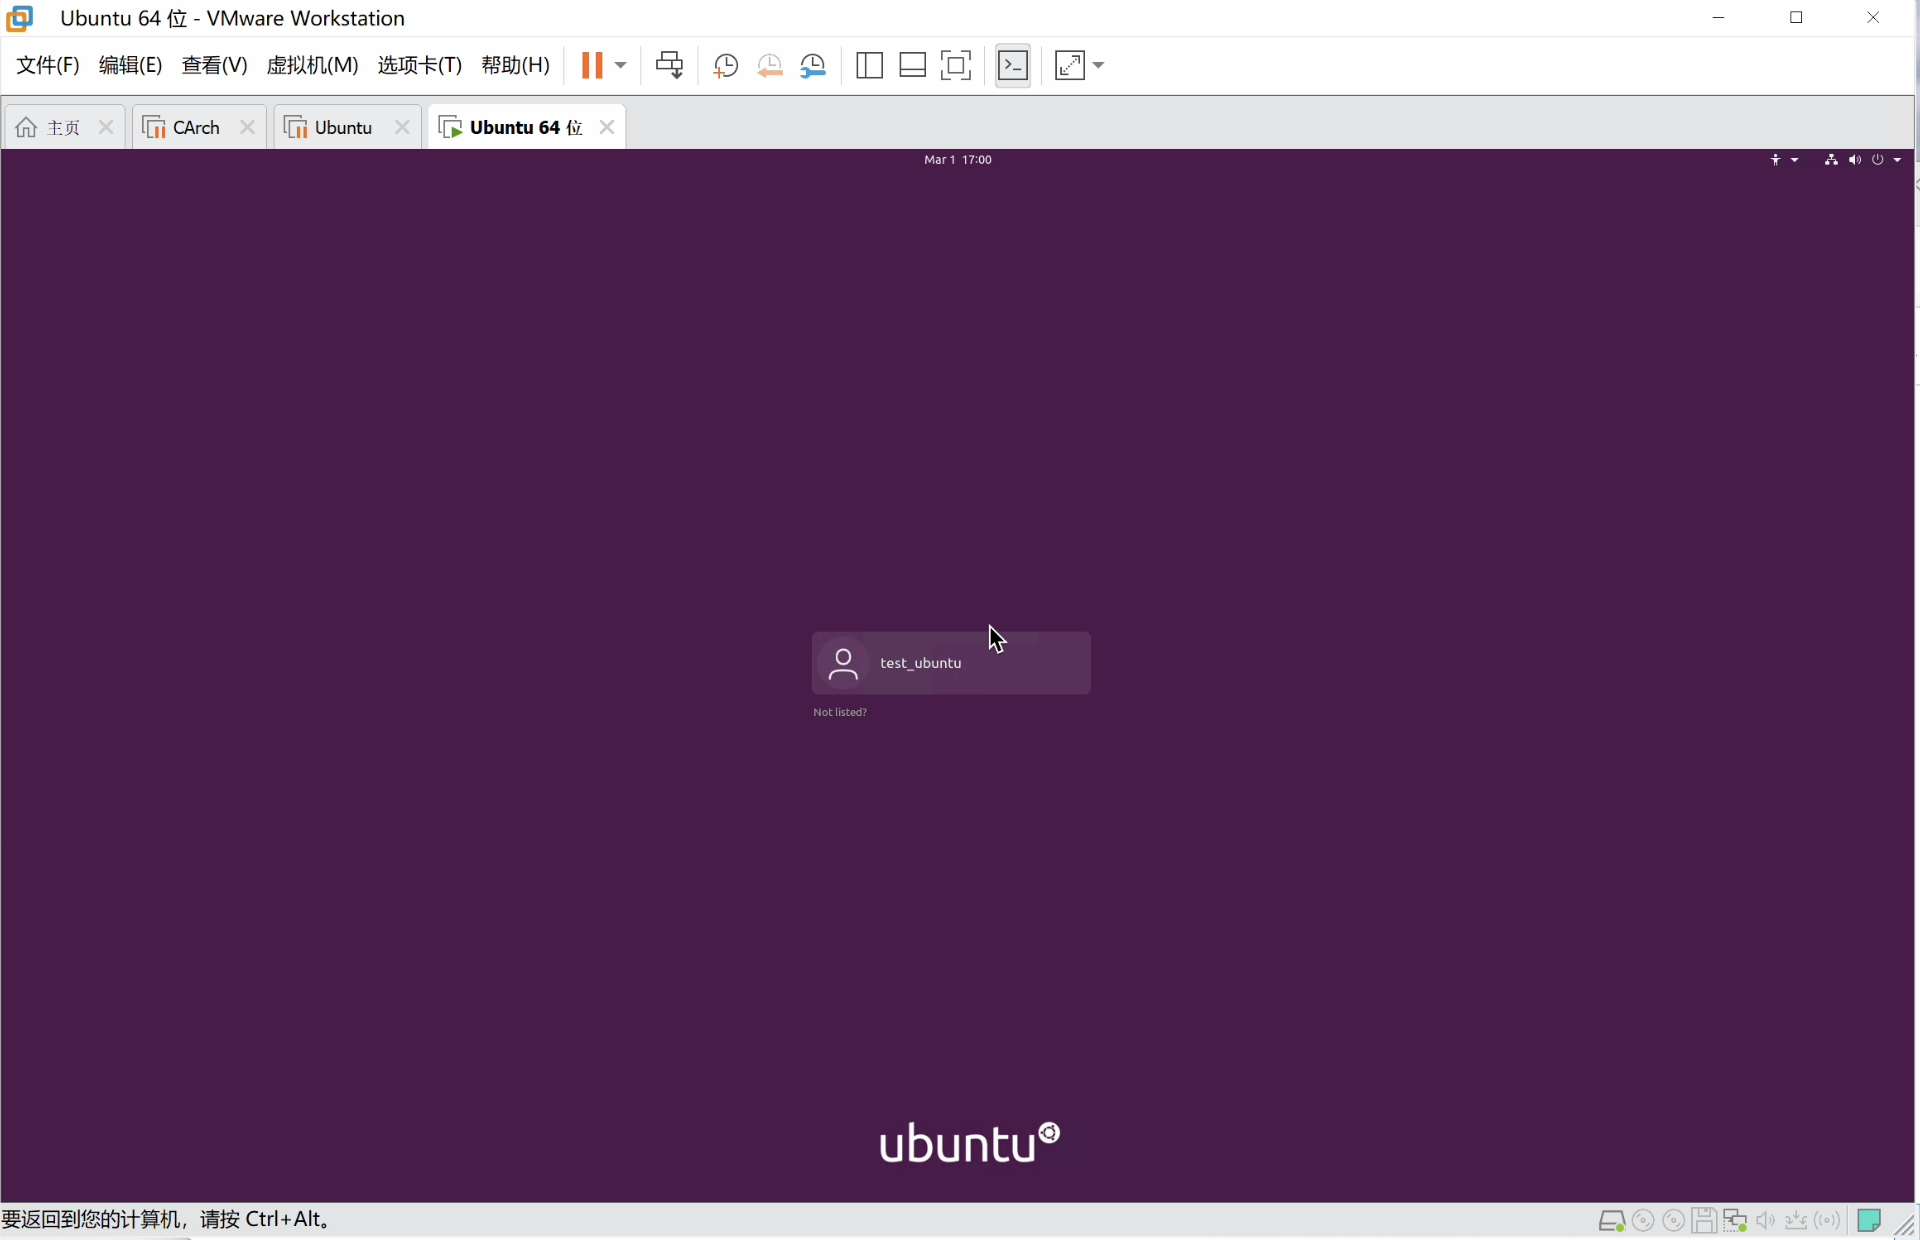 Ubuntu 64 位 - VMware Workstation
文件(F) 编辑(E) 查看(V) 虚拟机(M) 选项卡(T) 帮助(H)
主页 CArch Ubuntu Ubuntu 64 位
Mar 1 17:00
test_ubuntu
Not listed?
ubuntu
要返回到您的计算机，请按 Ctrl+Alt。